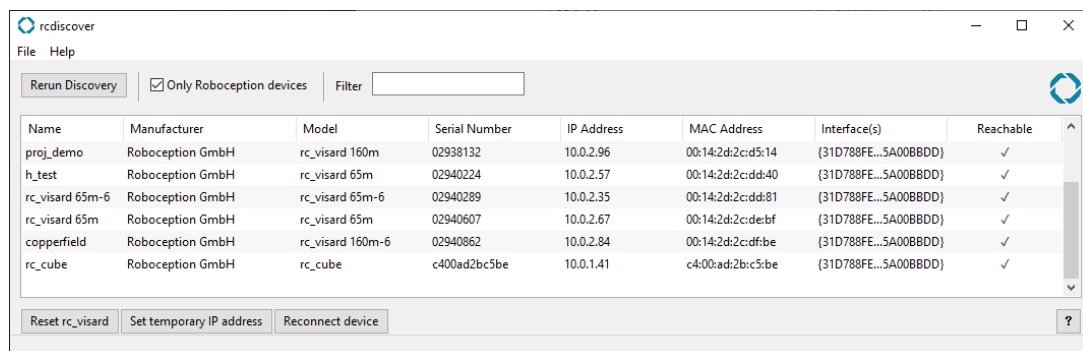 rcdiscover
File Help
Rerun Discovery Only Roboception devices Filter
Name Manufacturer Model Serial Number IP Address MAC Address Interface(s) Reachable
proj_demo Roboception GmbH rc_visard 160m 02938132 10.0.2.96 00:14:2d:2c:d5:14 {31D788FE...5A00BBDD} ✓
h_test Roboception GmbH rc_visard 65m 02940224 10.0.2.57 00:14:2d:2c:dd:40 {31D788FE...5A00BBDD} ✓
rc_visard 65m-6 Roboception GmbH rc_visard 65m-6 02940289 10.0.2.35 00:14:2d:2c:dd:81 {31D788FE...5A00BBDD} ✓
rc_visard 65m Roboception GmbH rc_visard 65m 02940607 10.0.2.67 00:14:2d:2c:de:bf {31D788FE...5A00BBDD} ✓
copperfield Roboception GmbH rc_visard 160m-6 02940862 10.0.2.84 00:14:2d:2c:df:be {31D788FE...5A00BBDD} ✓
rc_cube Roboception GmbH rc_cube c400ad2bc5be 10.0.1.41 c4:00:ad:2b:c5:be {31D788FE...5A00BBDD} ✓
Reset rc_visard Set temporary IP address Reconnect device ?